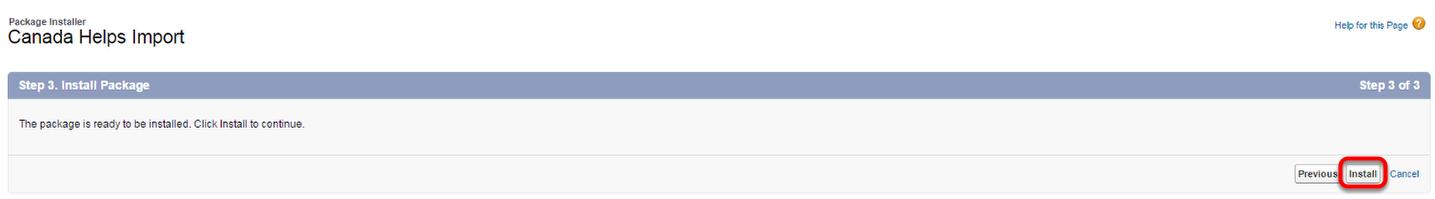 Package Installer
Canada Helps Import
Help for this Page ?
Step 3. Install Package
Step 3 of 3
The package is ready to be installed. Click Install to continue.
Previous Install Cancel